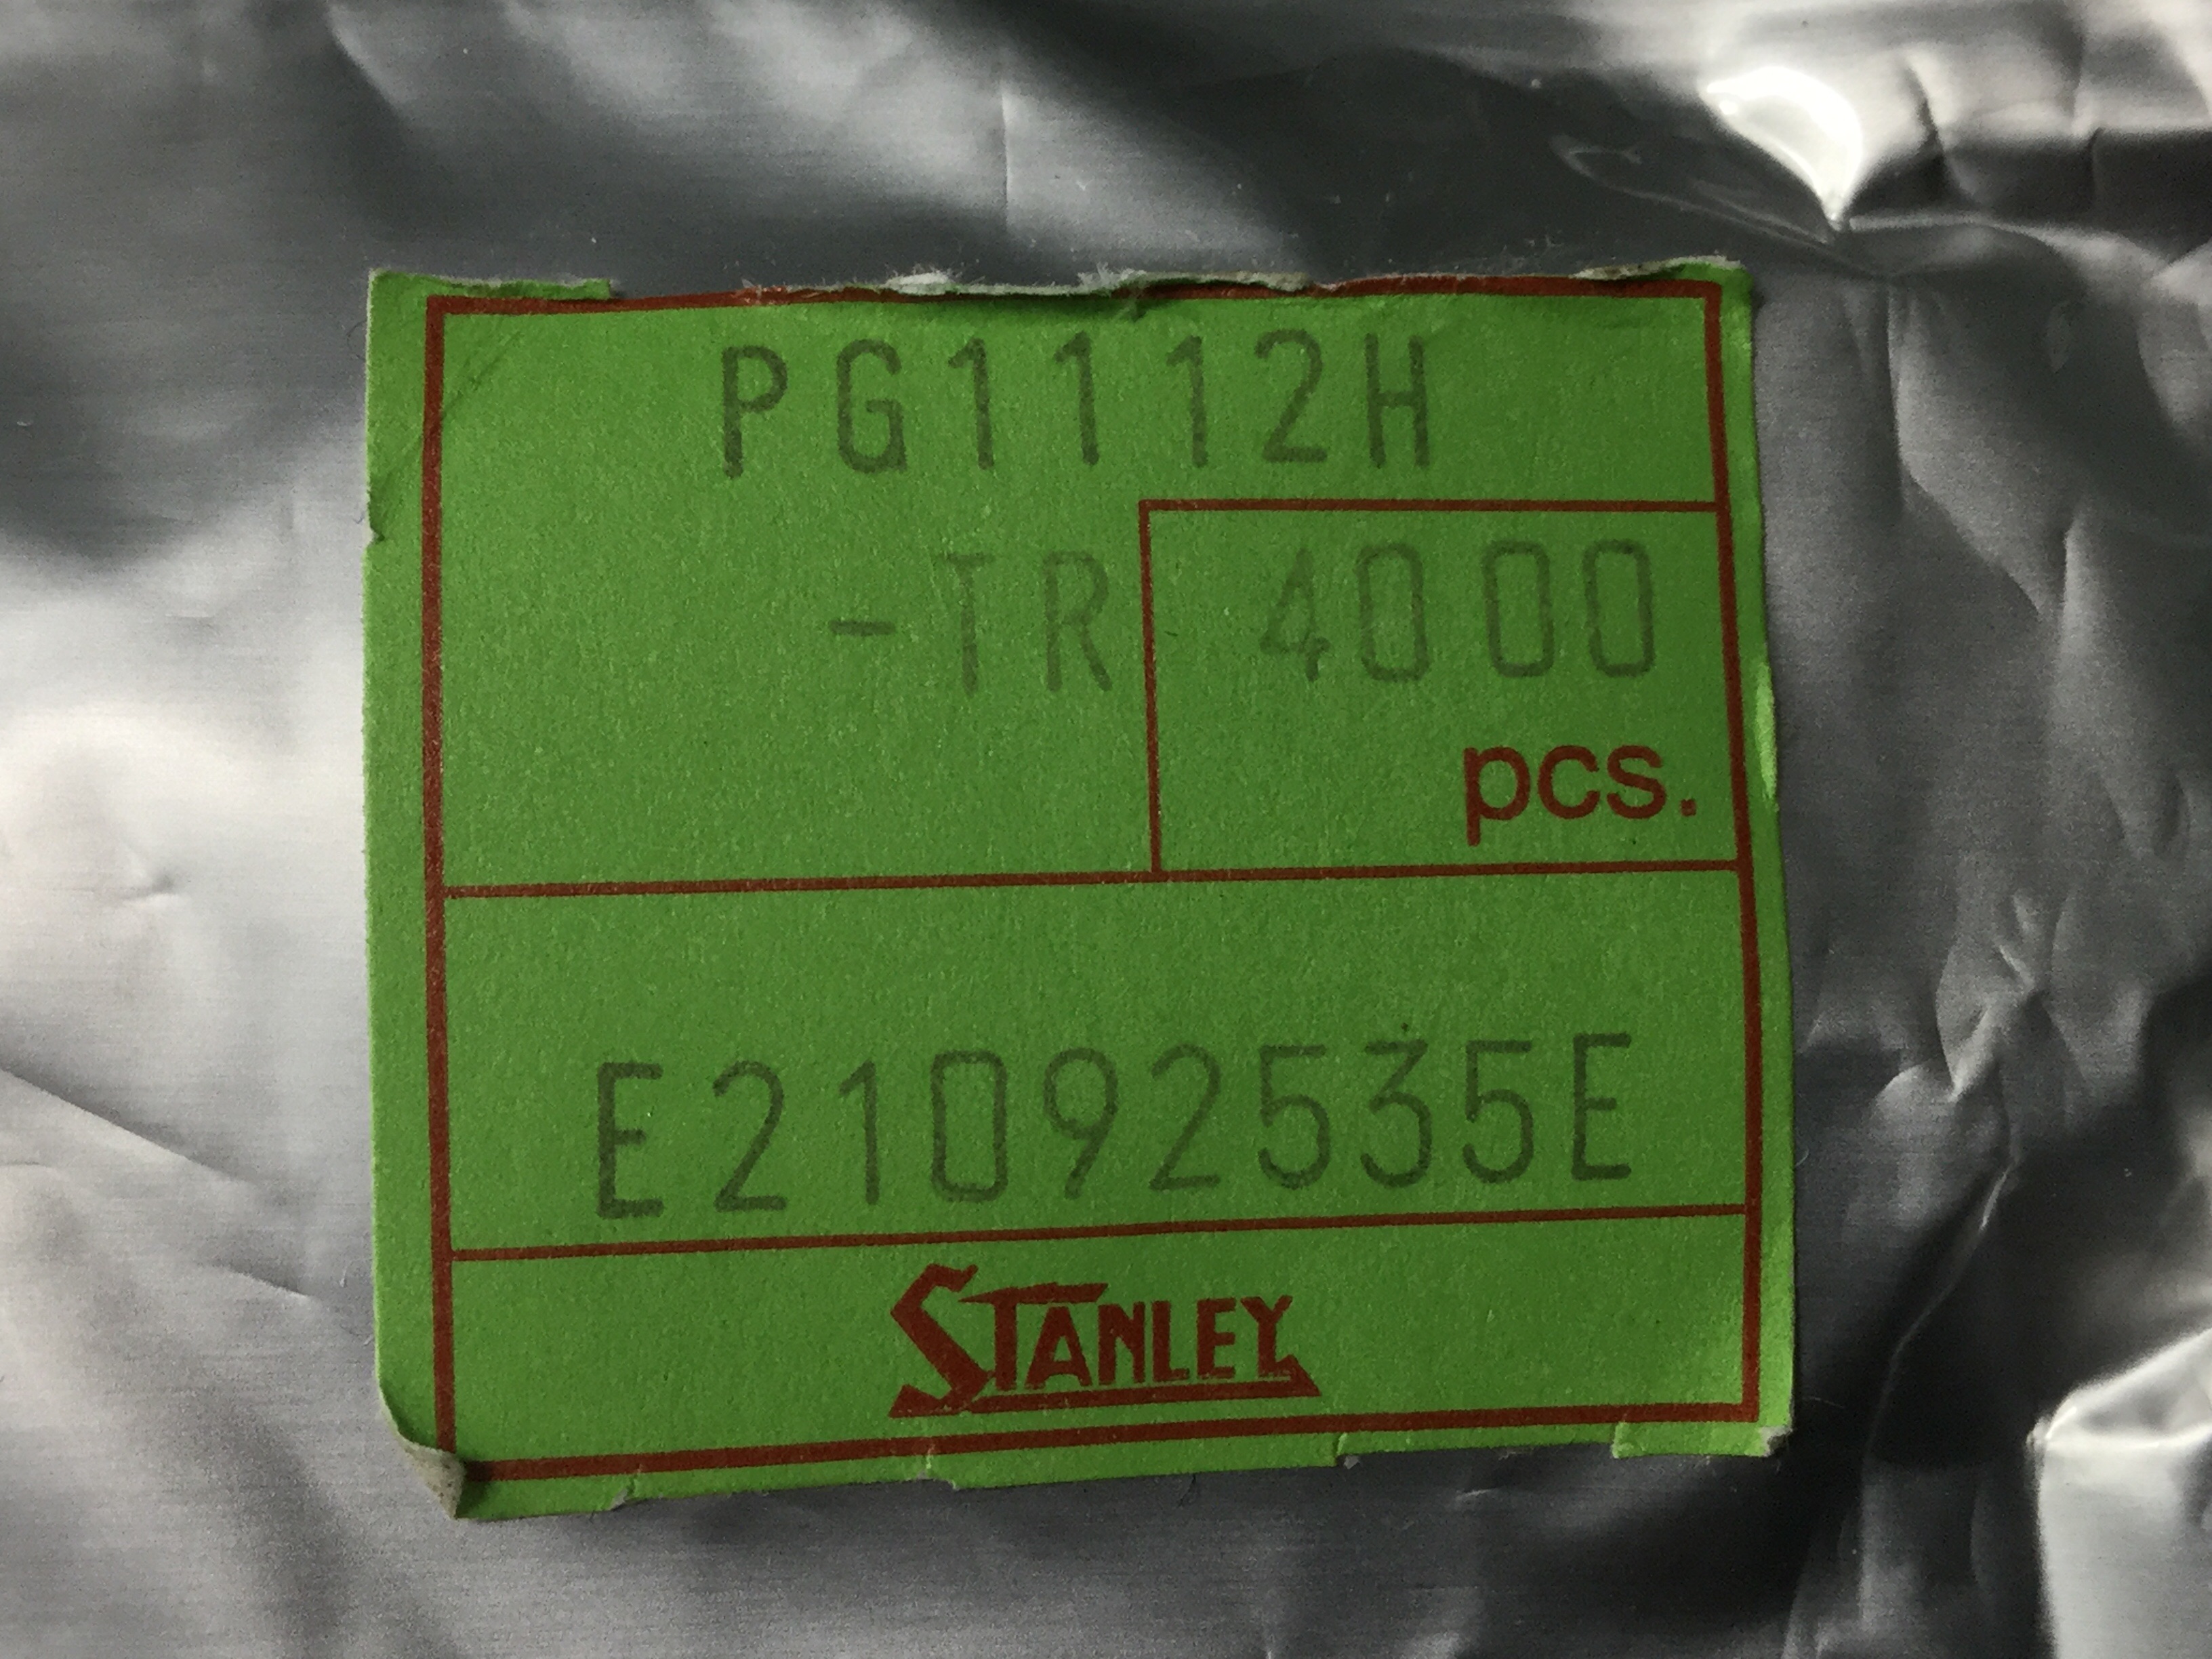 PG1112H
-TR 4000
pcs.
E21092535E
STANLEY